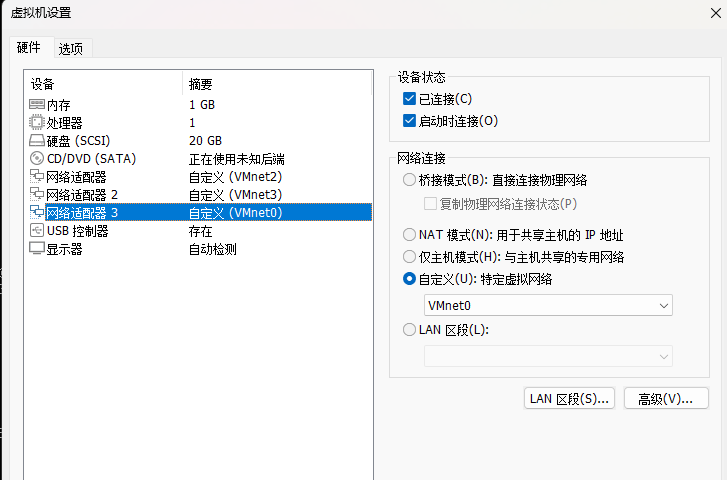 虚拟机设置
硬件 选项
设备 摘要
内存 1 GB
处理器 1
硬盘 (SCSI) 20 GB
CD/DVD (SATA) 正在使用未知后端
网络适配器 自定义 (VMnet2)
网络适配器 2 自定义 (VMnet3)
网络适配器 3 自定义 (VMnet0)
USB 控制器 存在
显示器 自动检测
设备状态
已连接(C)
启动时连接(O)
网络连接
桥接模式(B): 直接连接物理网络
复制物理网络连接状态(P)
NAT 模式(N): 用于共享主机的 IP 地址
仅主机模式(H): 与主机共享的专用网络
自定义(U): 特定虚拟网络
VMnet0
LAN 区段(L):
LAN 区段(S)... 高级(V)...